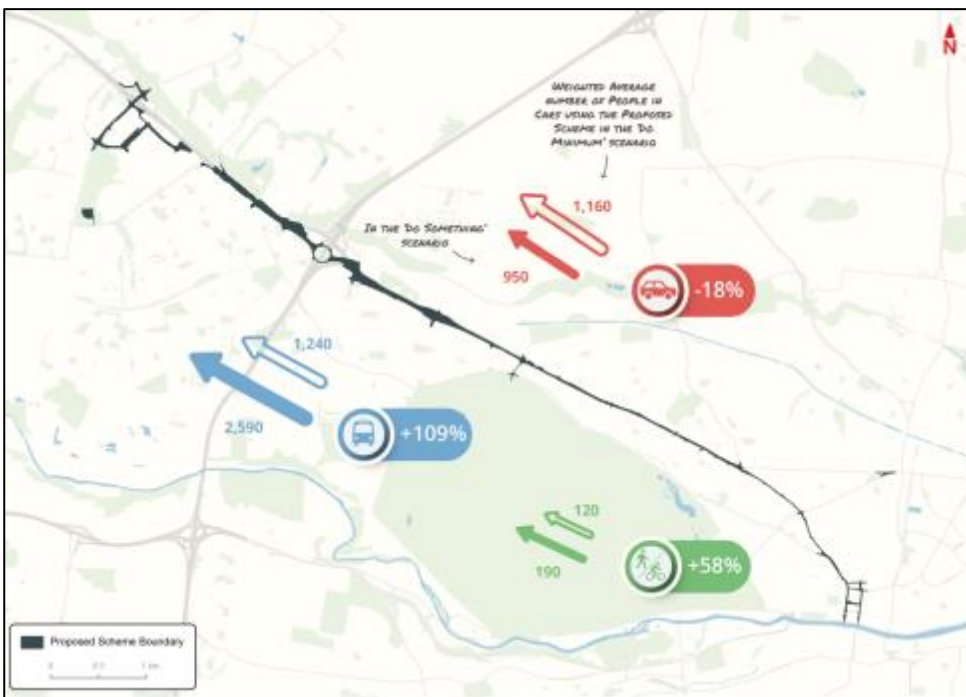 N
WEIGHTED AVERAGE
NUMBER OF PEOPLE IN
CARS USING THE PROPOSED
SCHEME IN THE 'DO
MINIMUM' SCENARIO
1,160
IN THE 'DO SOMETHING'
SCENARIO
950
-18%
1,240
2,590
+109%
120
190
+58%
Proposed Scheme Boundary
0 0.5 1 km